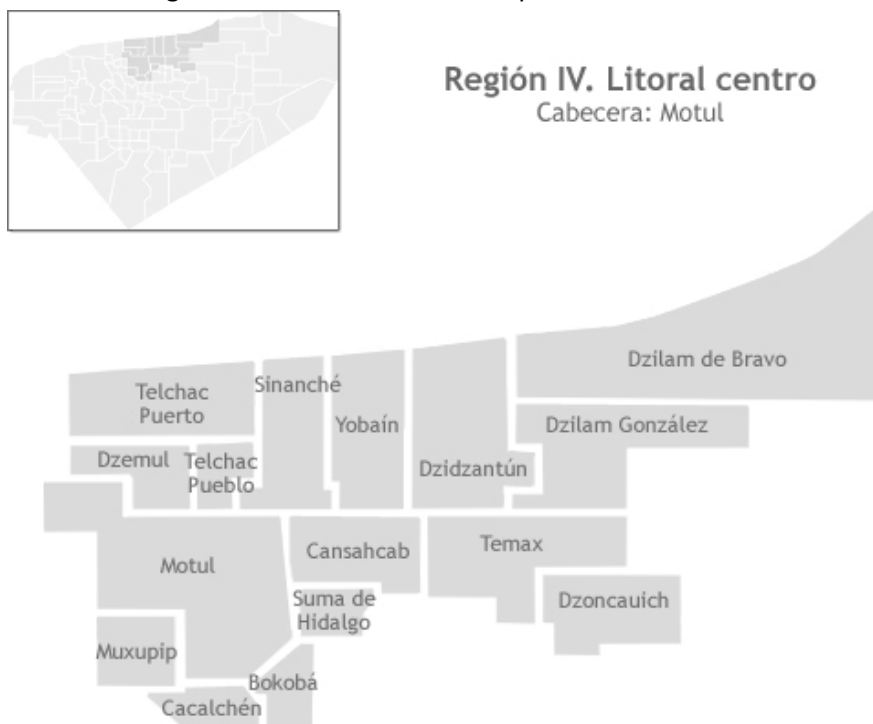 Región IV. Litoral centro
Cabecera: Motul
Dzilam de Bravo
Telchac
Puerto
Sinanché
Yobaín
Dzilam González
Dzemul
Telchac
Pueblo
Dzidzantún
Motul
Cansahcab
Temax
Suma de
Hidalgo
Dzoncauich
Muxupip
Bokobá
Cacalchén